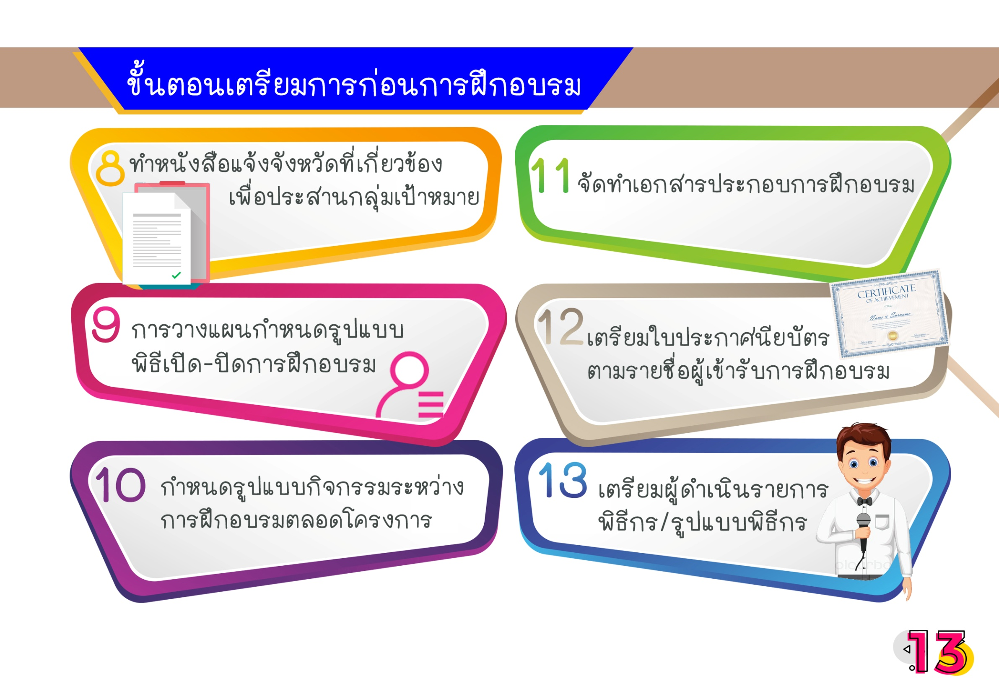 ขั้นตอนเตรียมการก่อนการฝึกอบรม
8 ทำหนังสือแจ้งจังหวัดที่เกี่ยวข้อง
เพื่อประสานกลุ่มเป้าหมาย
9 การวางแผนกำหนดรูปแบบ
พิธีเปิด-ปิดการฝึกอบรม
10 กำหนดรูปแบบกิจกรรมระหว่าง
การฝึกอบรมตลอดโครงการ
11 จัดทำเอกสารประกอบการฝึกอบรม
12 เตรียมใบประกาศนียบัตร
ตามรายชื่อผู้เข้ารับการฝึกอบรม
CERTIFICATE
OF ACHIEVEMENT
Name & Surname
13 เตรียมผู้ดำเนินรายการ
พิธีกร/รูปแบบพิธีกร
13